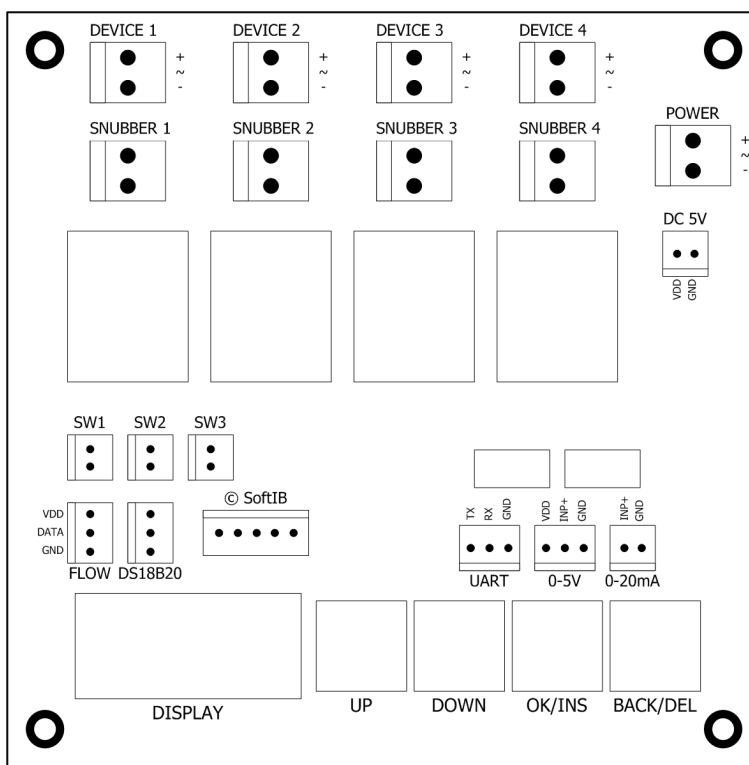 DEVICE 1 DEVICE 2 DEVICE 3 DEVICE 4
+ + + +
~ ~ ~ ~
- - - -
SNUBBER 1 SNUBBER 2 SNUBBER 3 SNUBBER 4
POWER
+
~
-
DC 5V
VDD GND
SW1 SW2 SW3
© SoftIB
VDD
DATA
GND
FLOW DS18B20
TX RX GND VDD INP+ GND INP+ GND
UART 0-5V 0-20mA
DISPLAY UP DOWN OK/INS BACK/DEL